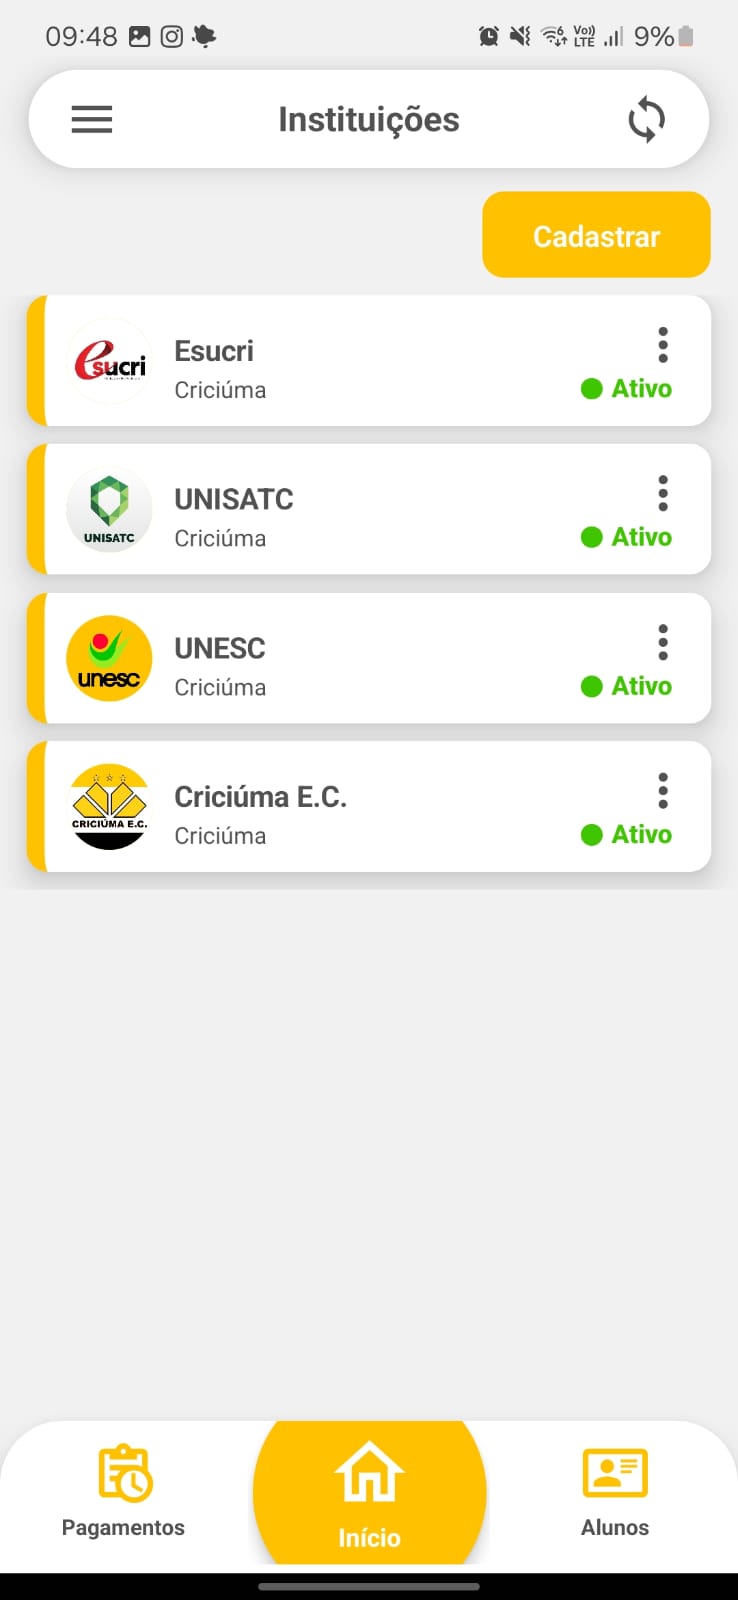 09:48
Vo))
LTE
9%
Instituições
Cadastrar
esucri
Esucri
Criciúma
Ativo
UNISATC
UNISATC
Criciúma
Ativo
unesc
UNESC
Criciúma
Ativo
CRICIÚMA E.C.
Criciúma E.C.
Criciúma
Ativo
Pagamentos
Início
Alunos